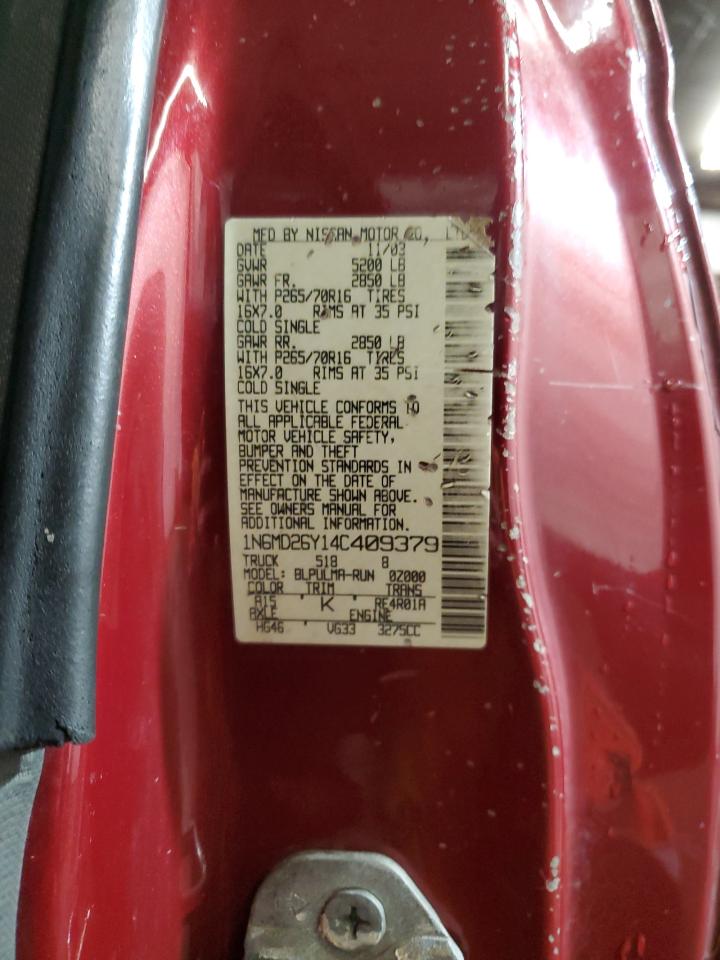 MFD BY NISSAN MOTOR CO., LTD
DATE 11/03
GVWR 5200 LB
GAWR FR. 2850 LB
WITH P265/70R16 TIRES
16X7.0 RIMS AT 35 PSI
COLD SINGLE
GAWR RR. 2850 LB
WITH P265/70R16 TIRES
16X7.0 RIMS AT 35 PSI
COLD SINGLE
THIS VEHICLE CONFORMS TO
ALL APPLICABLE FEDERAL
MOTOR VEHICLE SAFETY,
BUMPER AND THEFT
PREVENTION STANDARDS IN
EFFECT ON THE DATE OF
MANUFACTURE SHOWN ABOVE.
SEE OWNERS MANUAL FOR
ADDITIONAL INFORMATION.
1N6MD26Y14C409379
TRUCK 518 8
MODEL: BLPULMA-RUN 0Z000
COLOR TRIM TRANS
A15 K RE4R01A
AXLE ENGINE
HG46 VG33 3275CC